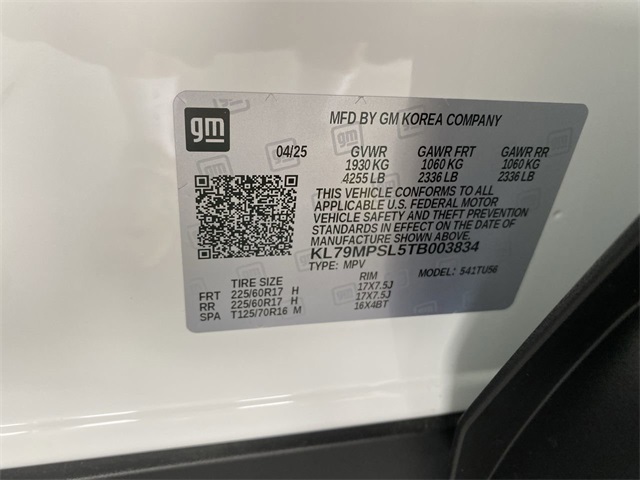 gm
MFD BY GM KOREA COMPANY
04/25 GVWR GAWR FRT GAWR RR
1930 KG 1060 KG 1060 KG
4255 LB 2336 LB 2336 LB
THIS VEHICLE CONFORMS TO ALL
APPLICABLE U.S. FEDERAL MOTOR
VEHICLE SAFETY AND THEFT PREVENTION
STANDARDS IN EFFECT ON THE DATE OF
MANUFACTURE SHOWN ABOVE.
KL79MPSL5TB003834
TYPE: MPV MODEL: 541TU56
TIRE SIZE RIM
FRT 225/60R17 H 17X7.5J
RR 225/60R17 H 17X7.5J
SPA T125/70R16 M 16X4BT